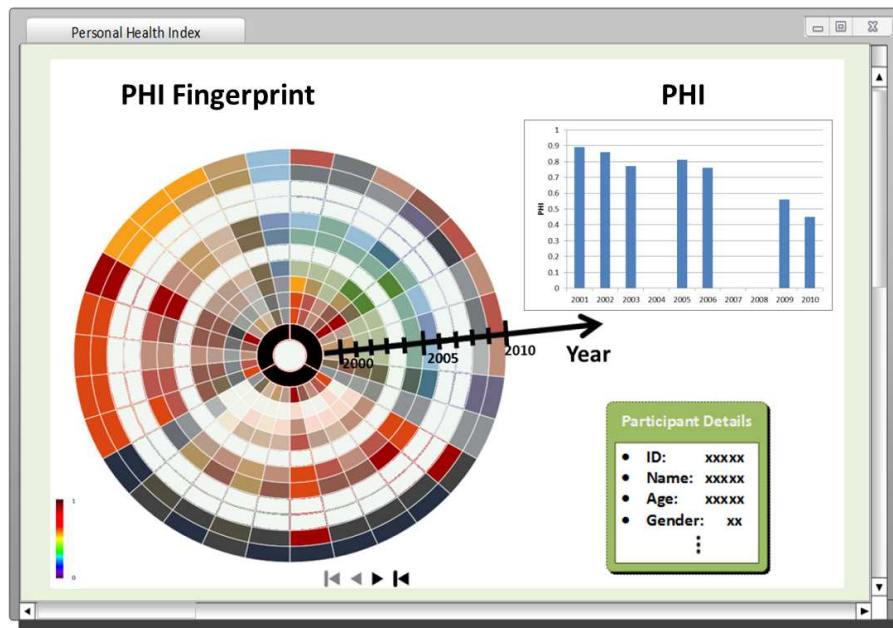 Personal Health Index
PHI Fingerprint
PHI
1
0.9
0.8
0.7
0.6
0.5
0.4
0.3
0.2
0.1
0
PHI
2001 2002 2003 2004 2005 2006 2007 2008 2009 2010
2000
2005
2010
Year
Participant Details
• ID: xxxxx
• Name: xxxxx
• Age: xxxxx
• Gender: xx
1
0